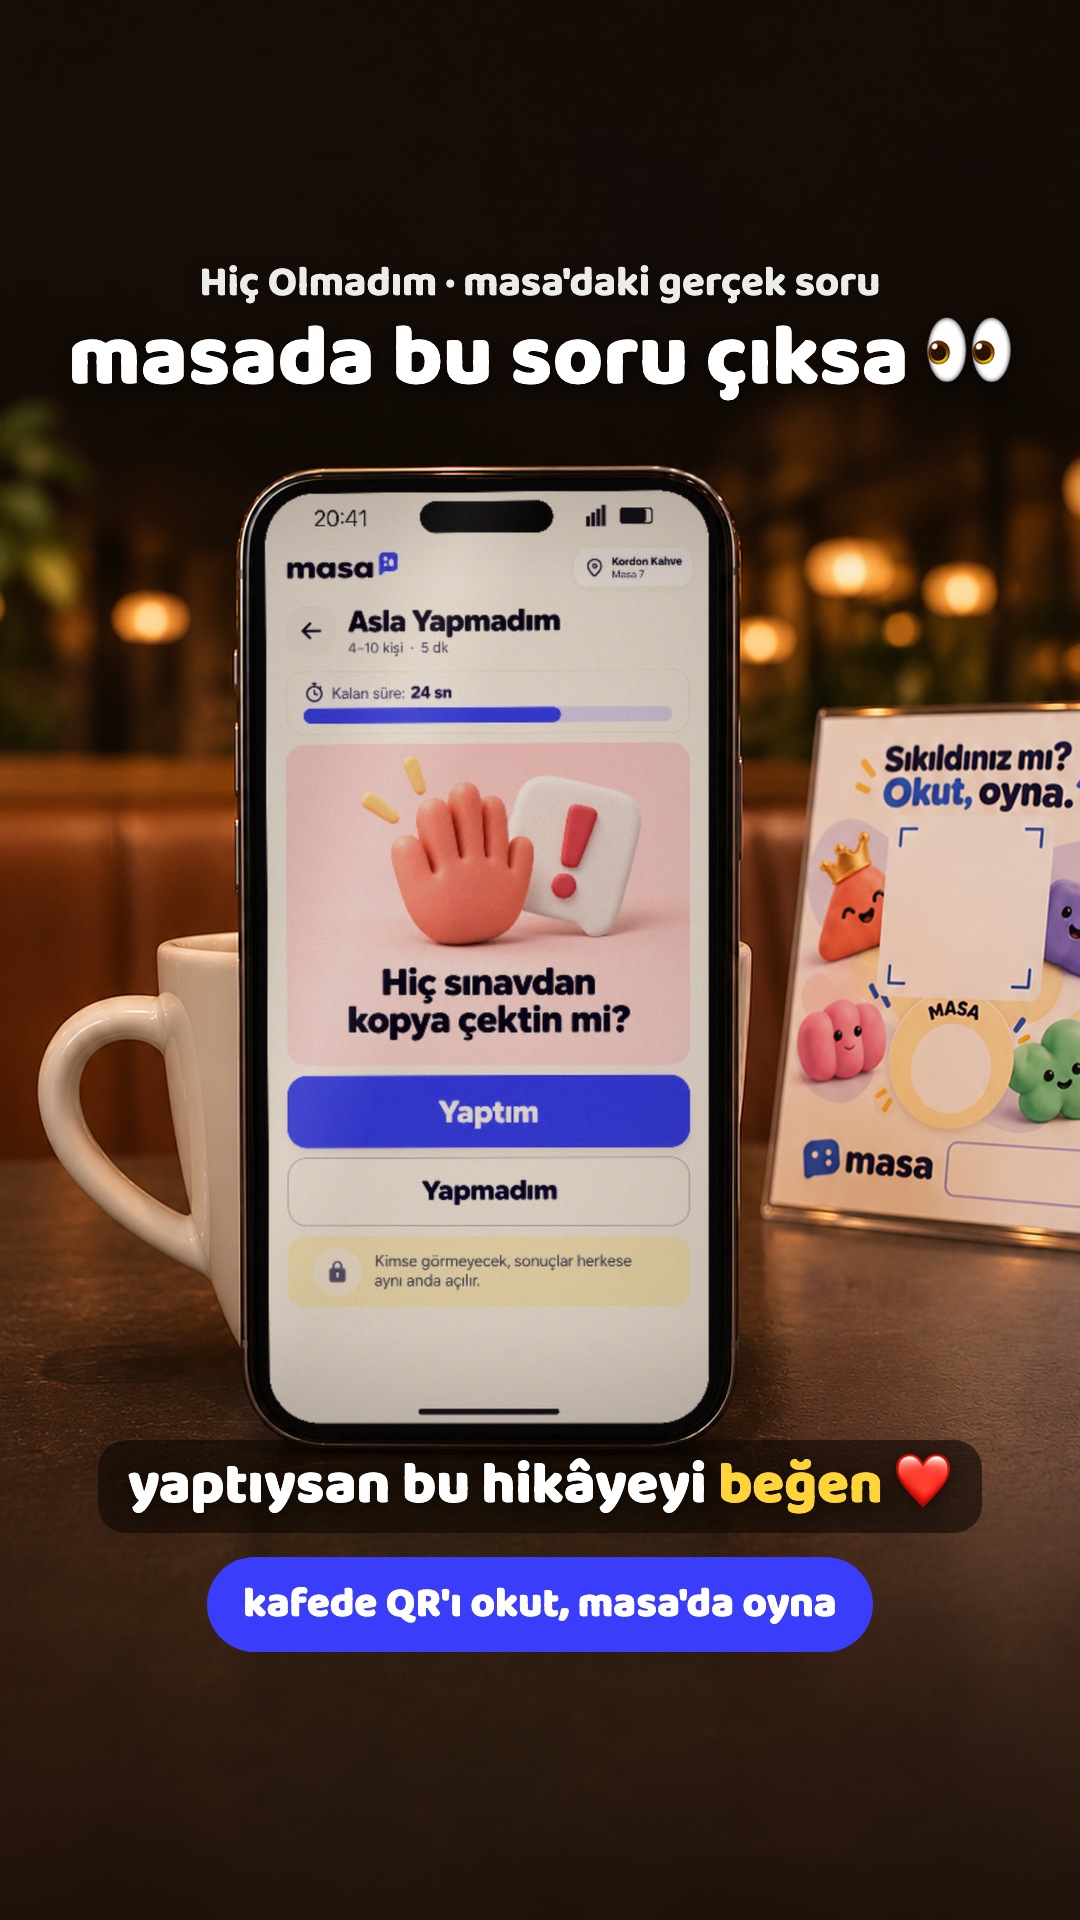 Hiç Olmadım · masa'daki gerçek soru
masada bu soru çıksa 👀
20:41
masa
Kordon Kahve
Masa 7
Asla Yapmadım
4-10 kişi · 5 dk
Kalan süre: 24 sn
Hiç sınavdan
kopya çektin mi?
Yaptım
Yapmadım
Kimse görmeyecek, sonuçlar herkese
aynı anda açılır.
Sıkıldınız mı?
Okut, oyna.
MASA
masa
yaptıysan bu hikâyeyi beğen ❤️
kafede QR'ı okut, masa'da oyna